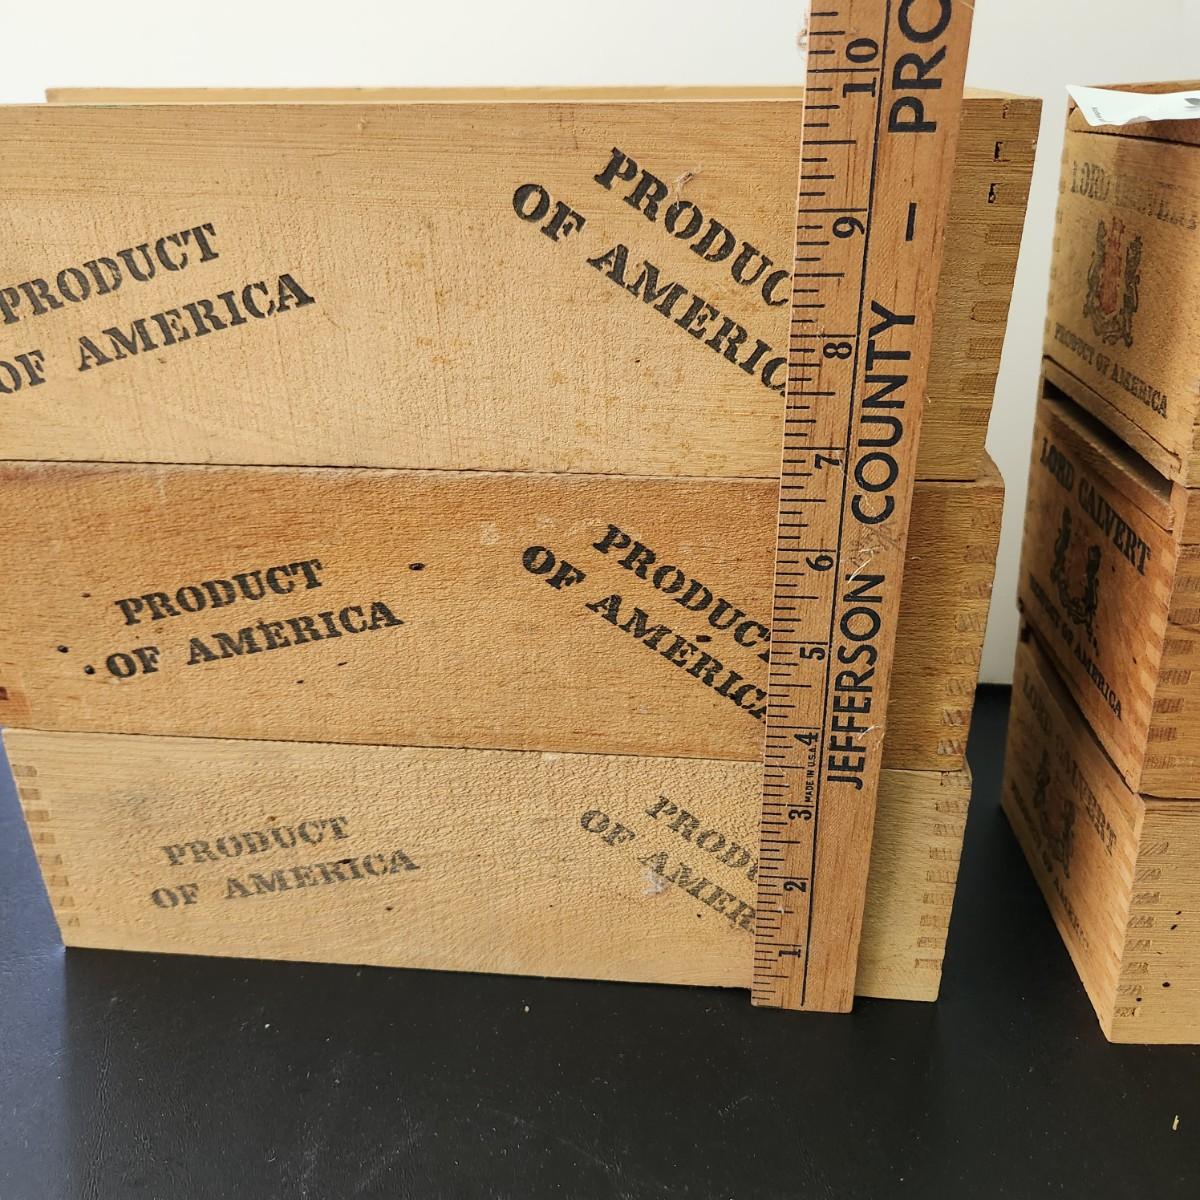 PRODUCT
OF AMERICA
PRODUC
OF AMERIC
PRODUCT
OF AMERICA
PRODUCT
OF AMERICA
PRODUCT
OF AMERICA
PRODU
OF AMER
10
9
8
7
6
5
4
3
2
1
MADE IN U.S.A.
JEFFERSON COUNTY – PRO
LORD
PRODUCT OF AMERICA
LORD CALVERT
PRODUCT OF AMERICA
LORD CALVERT